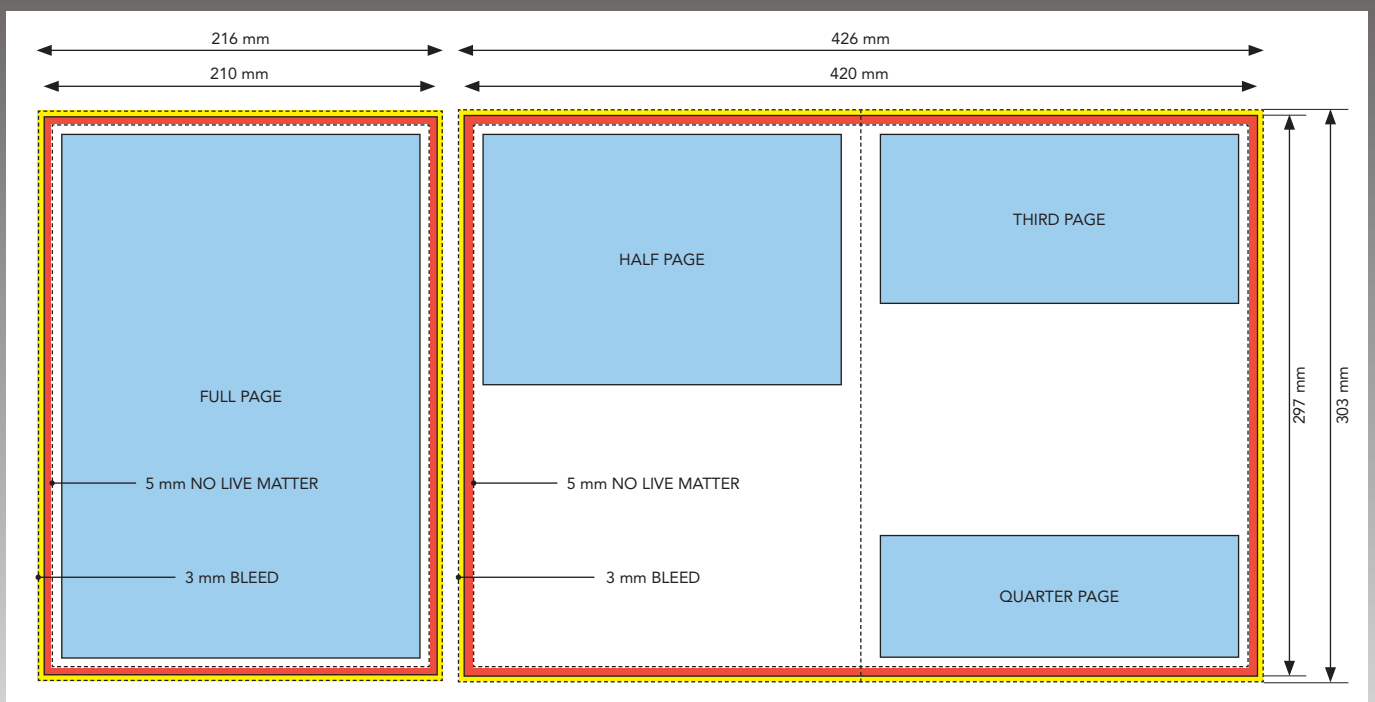 216 mm
426 mm
210 mm
420 mm
THIRD PAGE
HALF PAGE
FULL PAGE
297 mm
303 mm
5 mm NO LIVE MATTER
5 mm NO LIVE MATTER
3 mm BLEED
3 mm BLEED
QUARTER PAGE